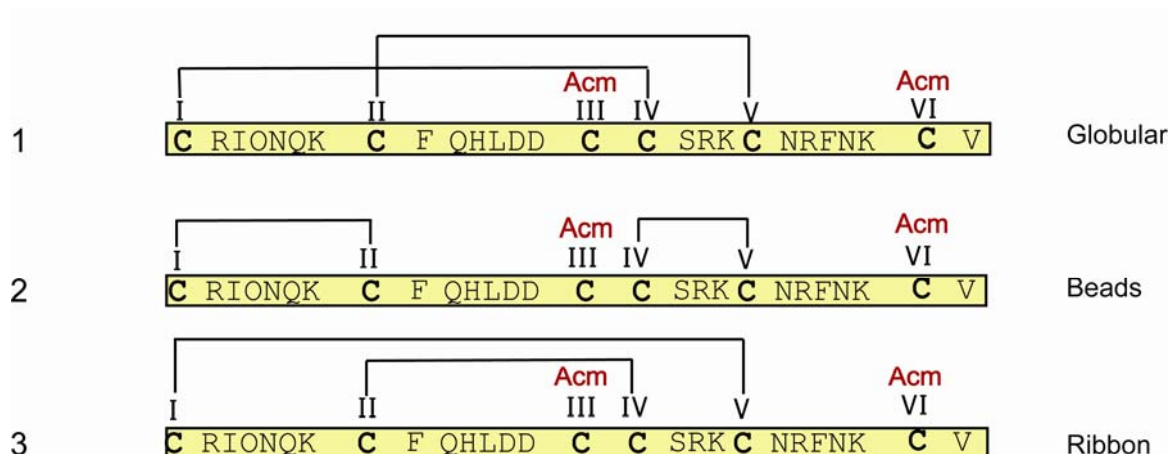 Acm Acm
I II III IV V VI
1 C RIONQK C F QHLDD C C SRK C NRFNK C V Globular
Acm Acm
I II III IV V VI
2 C RIONQK C F QHLDD C C SRK C NRFNK C V Beads
Acm Acm
I II III IV V VI
3 C RIONQK C F QHLDD C C SRK C NRFNK C V Ribbon